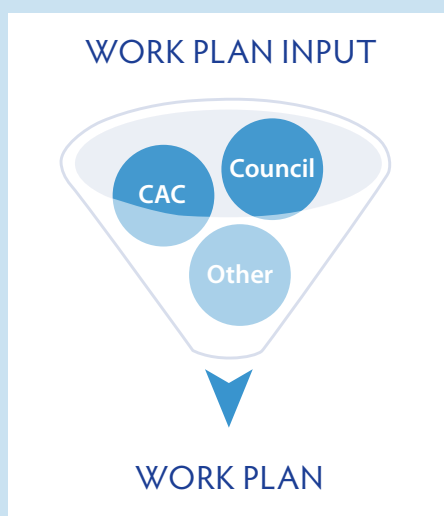 WORK PLAN INPUT
Council
CAC
Other
WORK PLAN